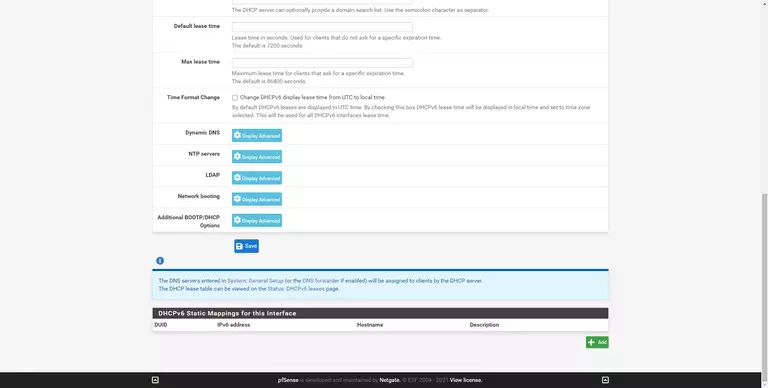 The DHCP server can optionally provide a domain search list. Use the semicolon character as separator.
Default lease time
Lease time in seconds. Used for clients that do not ask for a specific expiration time.
The default is 7200 seconds.
Max lease time
Maximum lease time for clients that ask for a specific expiration time.
The default is 86400 seconds.
Time Format Change
Change DHCPv6 display lease time from UTC to local time
By default DHCPv6 leases are displayed in UTC time. By checking this box DHCPv6 lease time will be displayed in local time and set to time zone
selected. This will be used for all DHCPv6 interfaces lease time.
Dynamic DNS
Display Advanced
NTP servers
Display Advanced
LDAP
Display Advanced
Network booting
Display Advanced
Additional BOOTP/DHCP
Options
Display Advanced
Save
The DNS servers entered in System: General Setup (or the DNS forwarder if enabled) will be assigned to clients by the DHCP server.
The DHCP lease table can be viewed on the Status: DHCPv6 leases page.
DHCPv6 Static Mappings for this Interface
DUID IPv6 address Hostname Description
Add
pfSense is developed and maintained by Netgate. © ESF 2004 - 2021 View license.